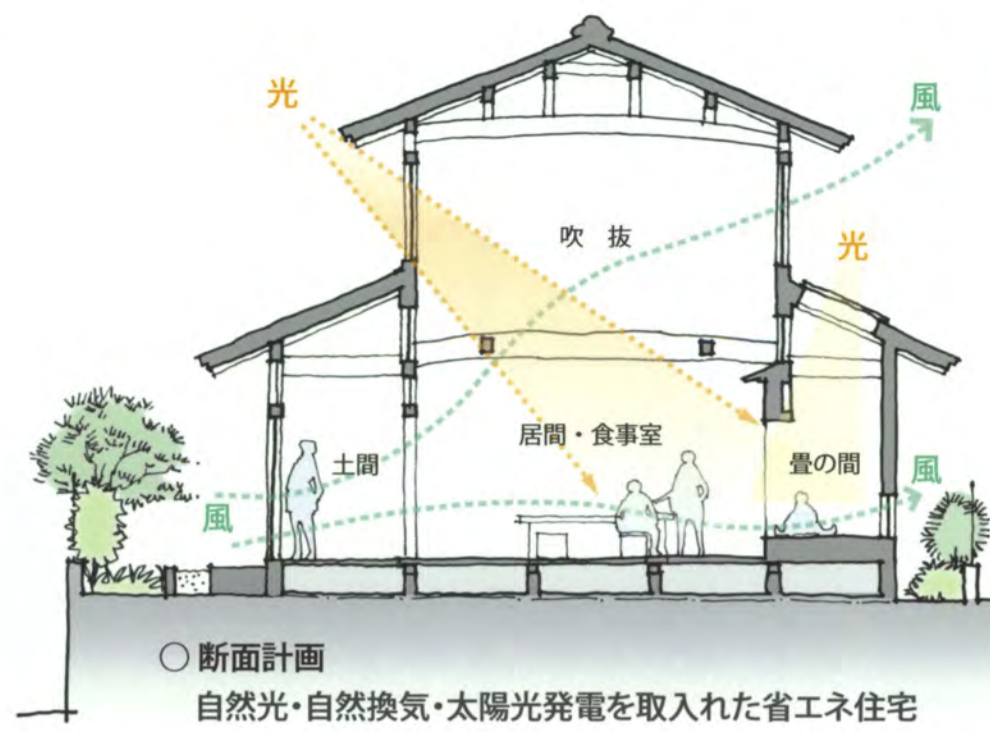 光
風
吹 抜
光
居間・食事室
土間
畳の間
風
風
○ 断面計画
自然光・自然換気・太陽光発電を取入れた省エネ住宅